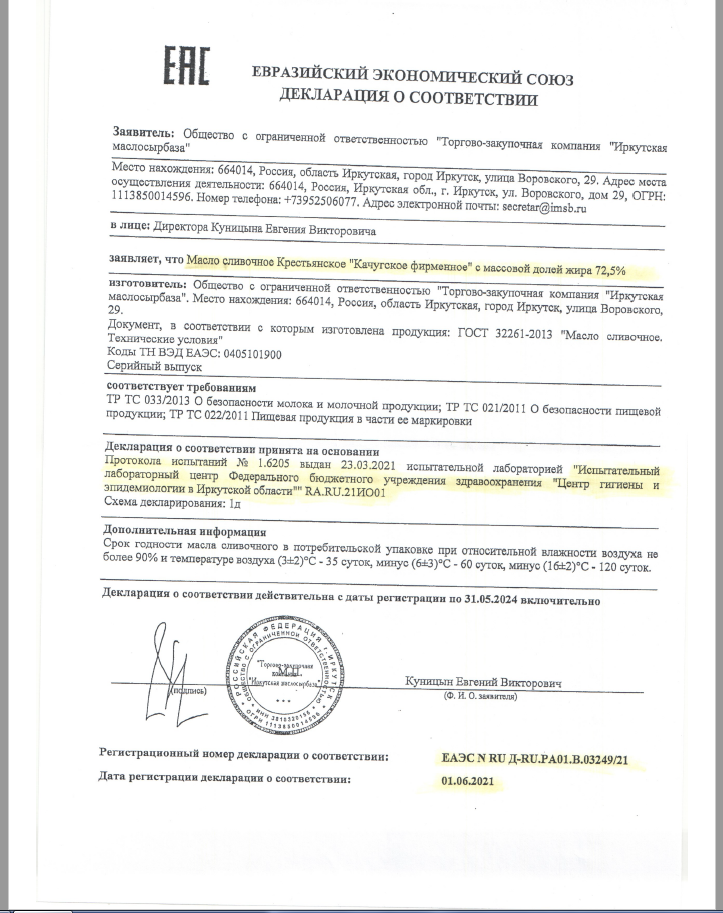 ЕАС
ЕВРАЗИЙСКИЙ ЭКОНОМИЧЕСКИЙ СОЮЗ
ДЕКЛАРАЦИЯ О СООТВЕТСТВИИ
Заявитель: Общество с ограниченной ответственностью "Торгово-закупочная компания "Иркутская
маслосырбаза"
Место нахождения: 664014, Россия, область Иркутская, город Иркутск, улица Воровского, 29. Адрес места
осуществления деятельности: 664014, Россия, Иркутская обл., г. Иркутск, ул. Воровского, дом 29, ОГРН:
1113850014596. Номер телефона: +73952506077. Адрес электронной почты: secretar@imsb.ru
в лице: Директора Куницына Евгения Викторовича
заявляет, что Масло сливочное Крестьянское "Качугское фирменное" с массовой долей жира 72,5%
изготовитель: Общество с ограниченной ответственностью "Торгово-закупочная компания "Иркутская
маслосырбаза". Место нахождения: 664014, Россия, область Иркутская, город Иркутск, улица Воровского,
29.
Документ, в соответствии с которым изготовлена продукция: ГОСТ 32261-2013 "Масло сливочное.
Технические условия"
Коды ТН ВЭД ЕАЭС: 0405101900
Серийный выпуск
соответствует требованиям
ТР ТС 033/2013 О безопасности молока и молочной продукции; ТР ТС 021/2011 О безопасности пищевой
продукции; ТР ТС 022/2011 Пищевая продукция в части ее маркировки
Декларация о соответствии принята на основании
Протокола испытаний № 1.6205 выдан 23.03.2021 испытательной лабораторией "Испытательный
лабораторный центр Федерального бюджетного учреждения здравоохранения "Центр гигиены и
эпидемиологии в Иркутской области"" RA.RU.21ИО01
Схема декларирования: 1д
Дополнительная информация
Срок годности масла сливочного в потребительской упаковке при относительной влажности воздуха не
более 90% и температуре воздуха (3±2)°С - 35 суток, минус (6±3)°С - 60 суток, минус (16±2)°С - 120 суток.
Декларация о соответствии действительна с даты регистрации по 31.05.2024 включительно
РОССИЙСКАЯ ФЕДЕРАЦИЯ г. ИРКУТСК
ОБЩЕСТВО С ОГРАНИЧЕННОЙ ОТВЕТСТВЕННОСТЬЮ
"Торгово-закупочная
компания
М.П.
"Иркутская маслосырбаза"
ОГРН 1113850014596
(подпись)
Куницын Евгений Викторович
(Ф. И. О. заявителя)
Регистрационный номер декларации о соответствии: ЕАЭС N RU Д-RU.РА01.В.03249/21
Дата регистрации декларации о соответствии: 01.06.2021